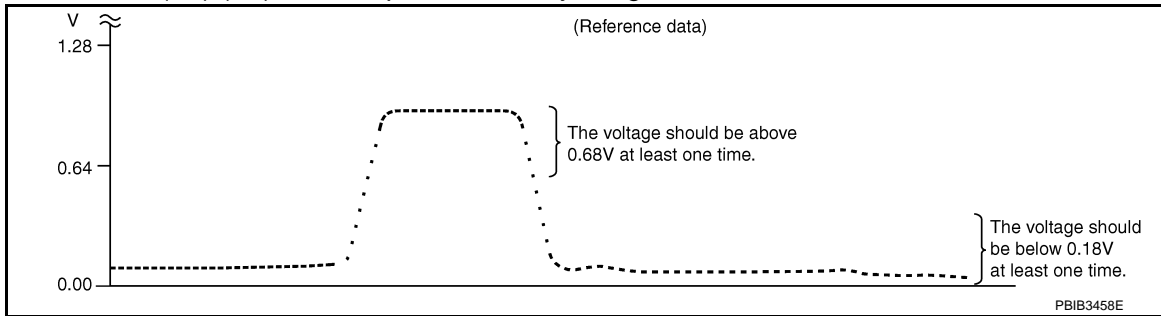 V
(Reference data)
1.28
The voltage should be above
0.68V at least one time.
0.64
The voltage should
be below 0.18V
at least one time.
0.00
PBIB3458E